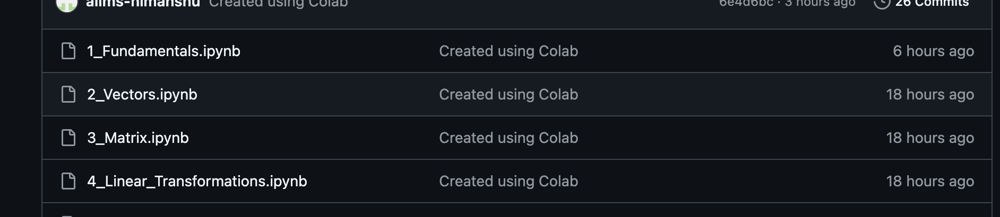 aiims-himanshu Created using Colab 6e4d6bc · 3 hours ago 26 Commits
1_Fundamentals.ipynb Created using Colab 6 hours ago
2_Vectors.ipynb Created using Colab 18 hours ago
3_Matrix.ipynb Created using Colab 18 hours ago
4_Linear_Transformations.ipynb Created using Colab 18 hours ago